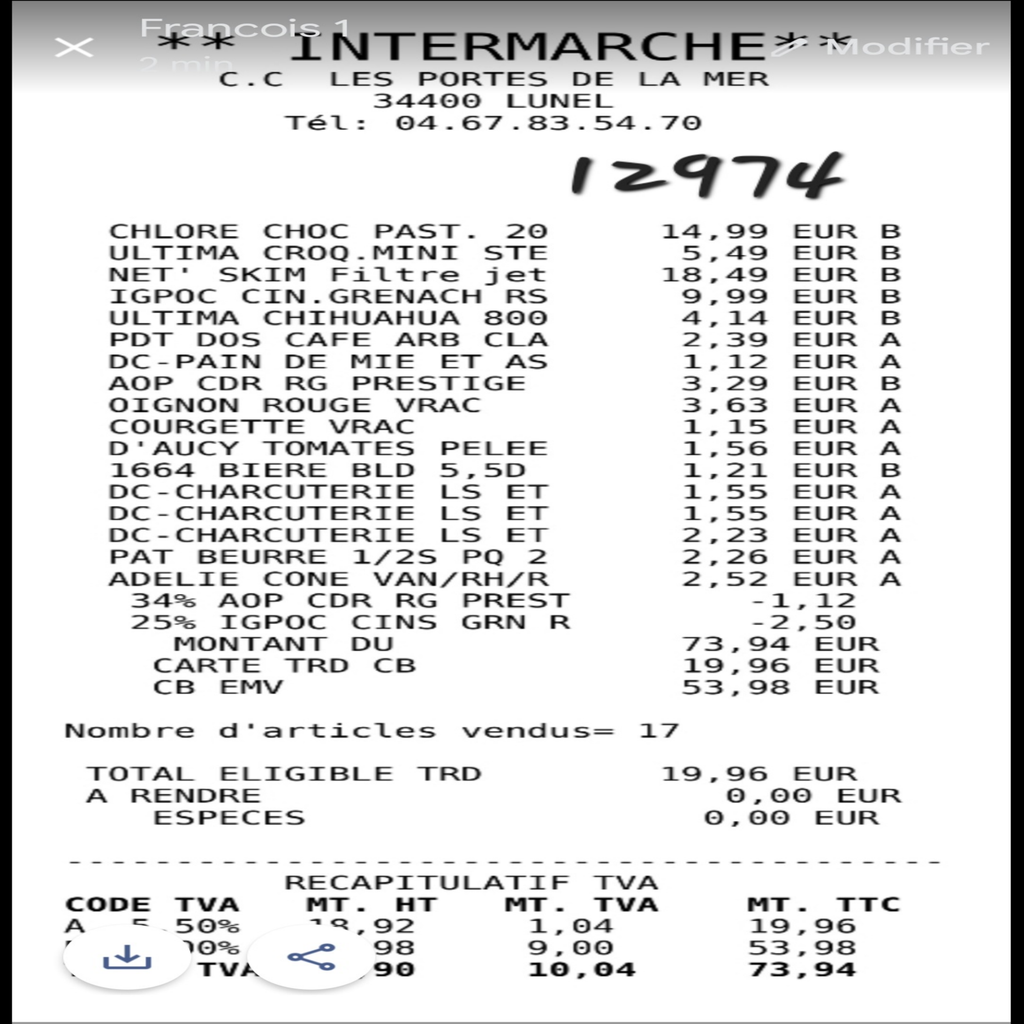 Francois 1
2 min
Modifier
** INTERMARCHE**
C.C LES PORTES DE LA MER
34400 LUNEL
Tél: 04.67.83.54.70
12974
CHLORE CHOC PAST. 20 14,99 EUR B
ULTIMA CROQ.MINI STE 5,49 EUR B
NET' SKIM Filtre jet 18,49 EUR B
IGPOC CIN.GRENACH RS 9,99 EUR B
ULTIMA CHIHUAHUA 800 4,14 EUR B
PDT DOS CAFE ARB CLA 2,39 EUR A
DC-PAIN DE MIE ET AS 1,12 EUR A
AOP CDR RG PRESTIGE 3,29 EUR B
OIGNON ROUGE VRAC 3,63 EUR A
COURGETTE VRAC 1,15 EUR A
D'AUCY TOMATES PELEE 1,56 EUR A
1664 BIERE BLD 5,5D 1,21 EUR B
DC-CHARCUTERIE LS ET 1,55 EUR A
DC-CHARCUTERIE LS ET 1,55 EUR A
DC-CHARCUTERIE LS ET 2,23 EUR A
PAT BEURRE 1/2S PQ 2 2,26 EUR A
ADELIE CONE VAN/RH/R 2,52 EUR A
34% AOP CDR RG PREST -1,12
25% IGPOC CINS GRN R -2,50
MONTANT DU 73,94 EUR
CARTE TRD CB 19,96 EUR
CB EMV 53,98 EUR
Nombre d'articles vendus= 17
TOTAL ELIGIBLE TRD 19,96 EUR
A RENDRE 0,00 EUR
ESPECES 0,00 EUR
RECAPITULATIF TVA
CODE TVA MT. HT MT. TVA MT. TTC
A 5,50% 18,92 1,04 19,96
00% 98 9,00 53,98
TVA 90 10,04 73,94